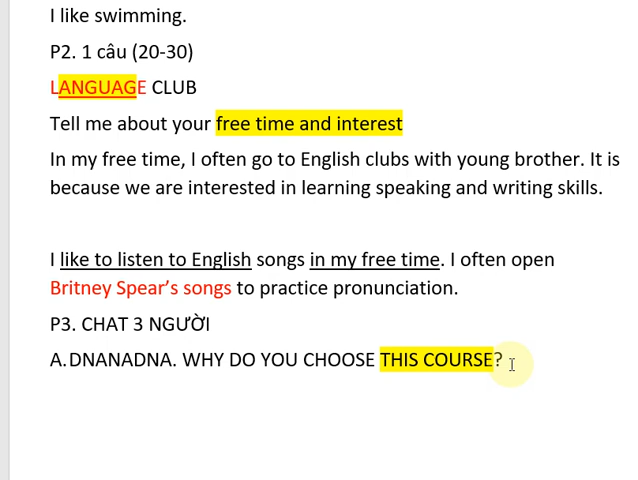 I like swimming.
P2. 1 câu (20-30)
LANGUAGE CLUB
Tell me about your free time and interest
In my free time, I often go to English clubs with young brother. It is
because we are interested in learning speaking and writing skills.
I like to listen to English songs in my free time. I often open
Britney Spear’s songs to practice pronunciation.
P3. CHAT 3 NGƯỜI
A.DNANADNA. WHY DO YOU CHOOSE THIS COURSE?